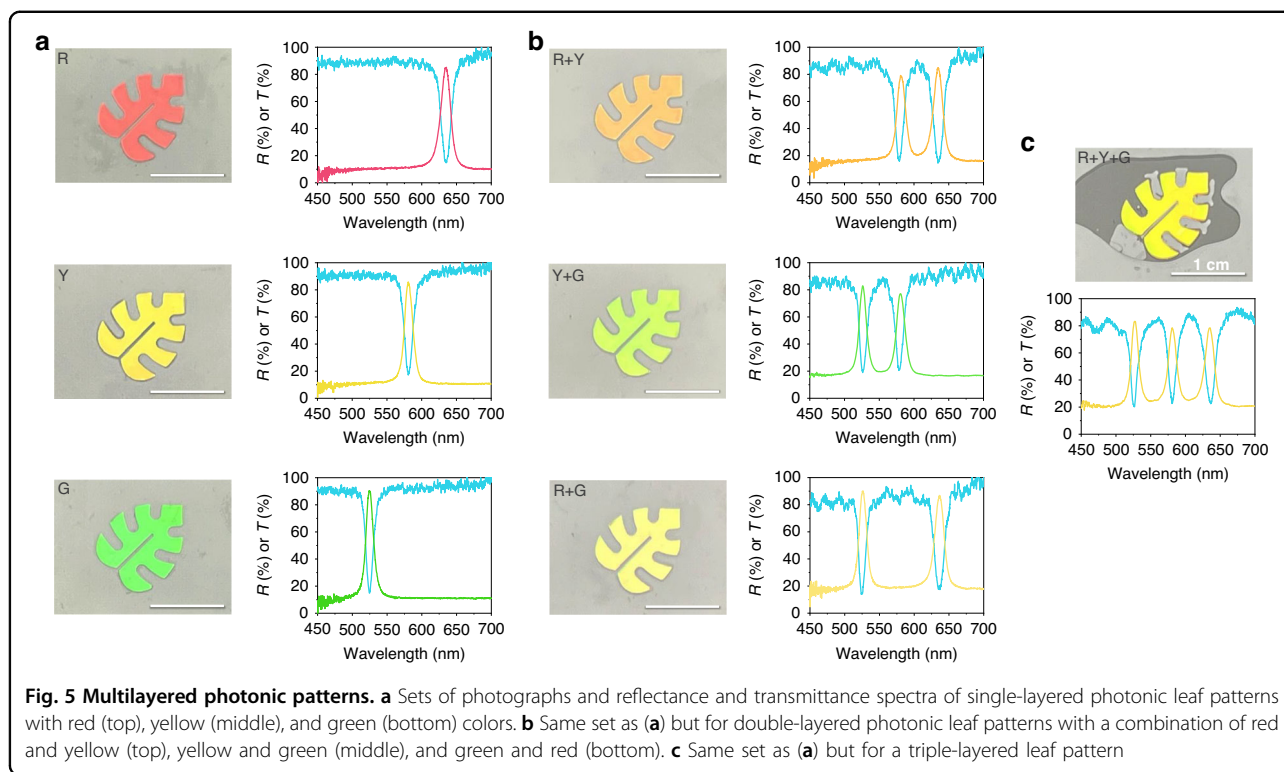 a
R
100
80
60
40
20
0
R (%) or T (%)
450 500 550 600 650 700
Wavelength (nm)
Y
100
80
60
40
20
0
R (%) or T (%)
450 500 550 600 650 700
Wavelength (nm)
G
100
80
60
40
20
0
R (%) or T (%)
450 500 550 600 650 700
Wavelength (nm)
b
R+Y
100
80
60
40
20
0
R (%) or T (%)
450 500 550 600 650 700
Wavelength (nm)
Y+G
100
80
60
40
20
0
R (%) or T (%)
450 500 550 600 650 700
Wavelength (nm)
R+G
100
80
60
40
20
0
R (%) or T (%)
450 500 550 600 650 700
Wavelength (nm)
c
R+Y+G
1 cm
100
80
60
40
20
0
R (%) or T (%)
450 500 550 600 650 700
Wavelength (nm)
Fig. 5 Multilayered photonic patterns. a Sets of photographs and reflectance and transmittance spectra of single-layered photonic leaf patterns
with red (top), yellow (middle), and green (bottom) colors. b Same set as (a) but for double-layered photonic leaf patterns with a combination of red
and yellow (top), yellow and green (middle), and green and red (bottom). c Same set as (a) but for a triple-layered leaf pattern